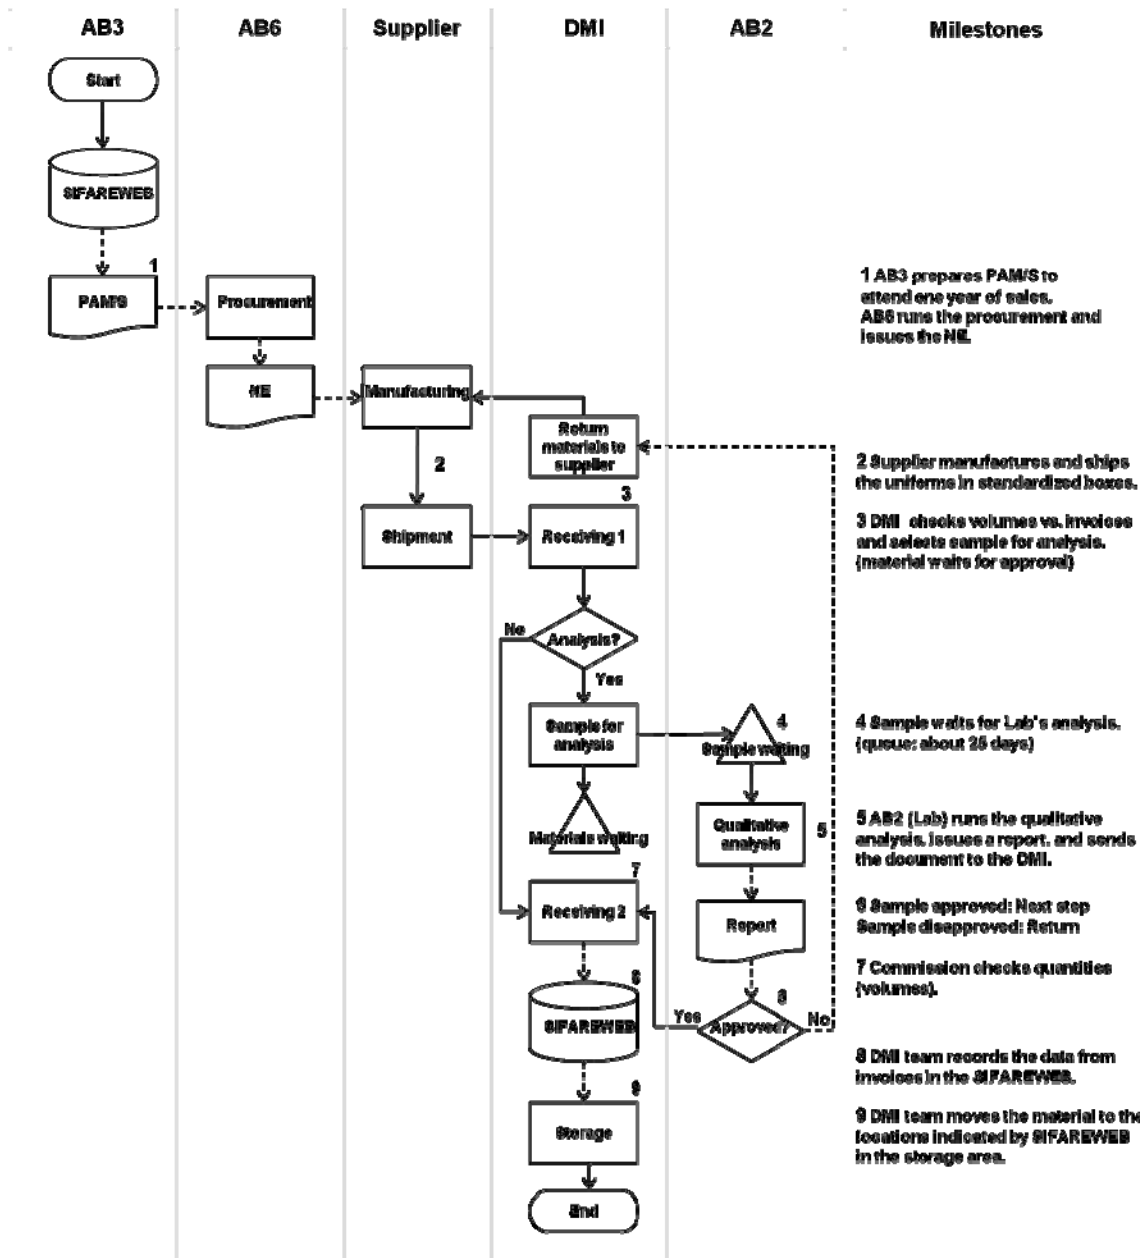 AB3 AB6 Supplier DMI AB2 Milestones
Start
SIFAREWEB
1
PAM/S
Procurement
1 AB3 prepares PAM/S to
attend one year of sales.
AB6 runs the procurement and
issues the NE.
NE
Manufacturing
Return
materials to
supplier
2
2 Supplier manufactures and ships
the uniforms in standardized boxes.
3
Shipment
Receiving 1
3 DMI checks volumes vs. invoices
and selects sample for analysis.
(material waits for approval)
No
Analysis?
Yes
Sample for
analysis
4
Sample waiting
4 Sample waits for Lab's analysis.
(queue: about 25 days)
Materials waiting
Qualitative
analysis
5
5 AB2 (Lab) runs the qualitative
analysis, issues a report, and sends
the document to the DMI.
7
Receiving 2
Report
6 Sample approved: Next step
Sample disapproved: Return
7 Commission checks quantities
(volumes).
8
SIFAREWEB
Yes
Approved?
No
8 DMI team records the data from
invoices in the SIFAREWEB.
9
Storage
9 DMI team moves the material to the
locations indicated by SIFAREWEB
in the storage area.
End